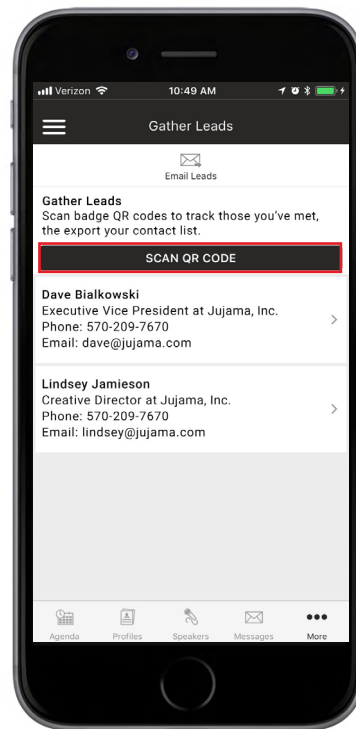 Verizon 10:49 AM
Gather Leads
Email Leads
Gather Leads
Scan badge QR codes to track those you've met,
the export your contact list.
SCAN QR CODE
Dave Bialkowski
Executive Vice President at Jujama, Inc.
Phone: 570-209-7670
Email: dave@jujama.com
Lindsey Jamieson
Creative Director at Jujama, Inc.
Phone: 570-209-7670
Email: lindsey@jujama.com
Agenda Profiles Speakers Messages More